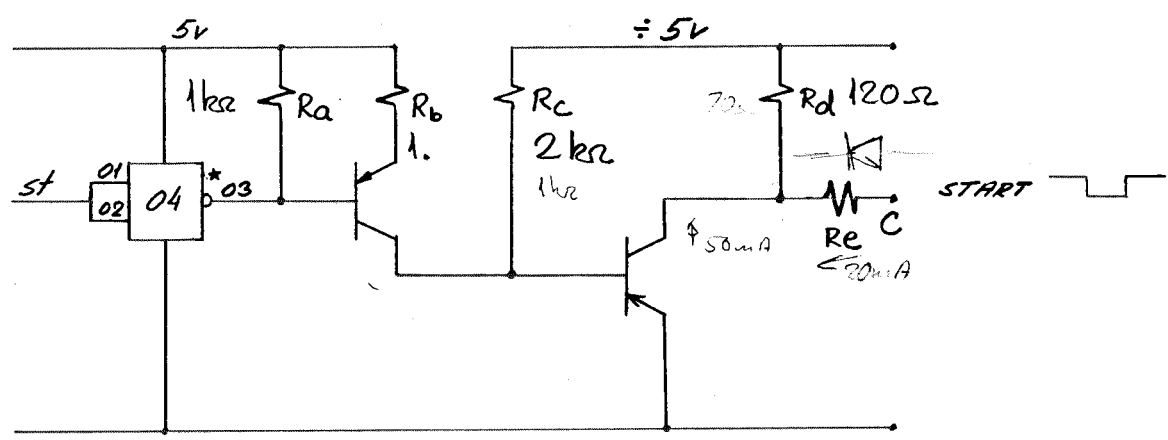 5V
÷ 5V
1kΩ
Ra
Rb
1.
Rc
2kΩ
1kΩ
Rd 120Ω
st
01
02
04
*
03
50mA
Re
20mA
C
START